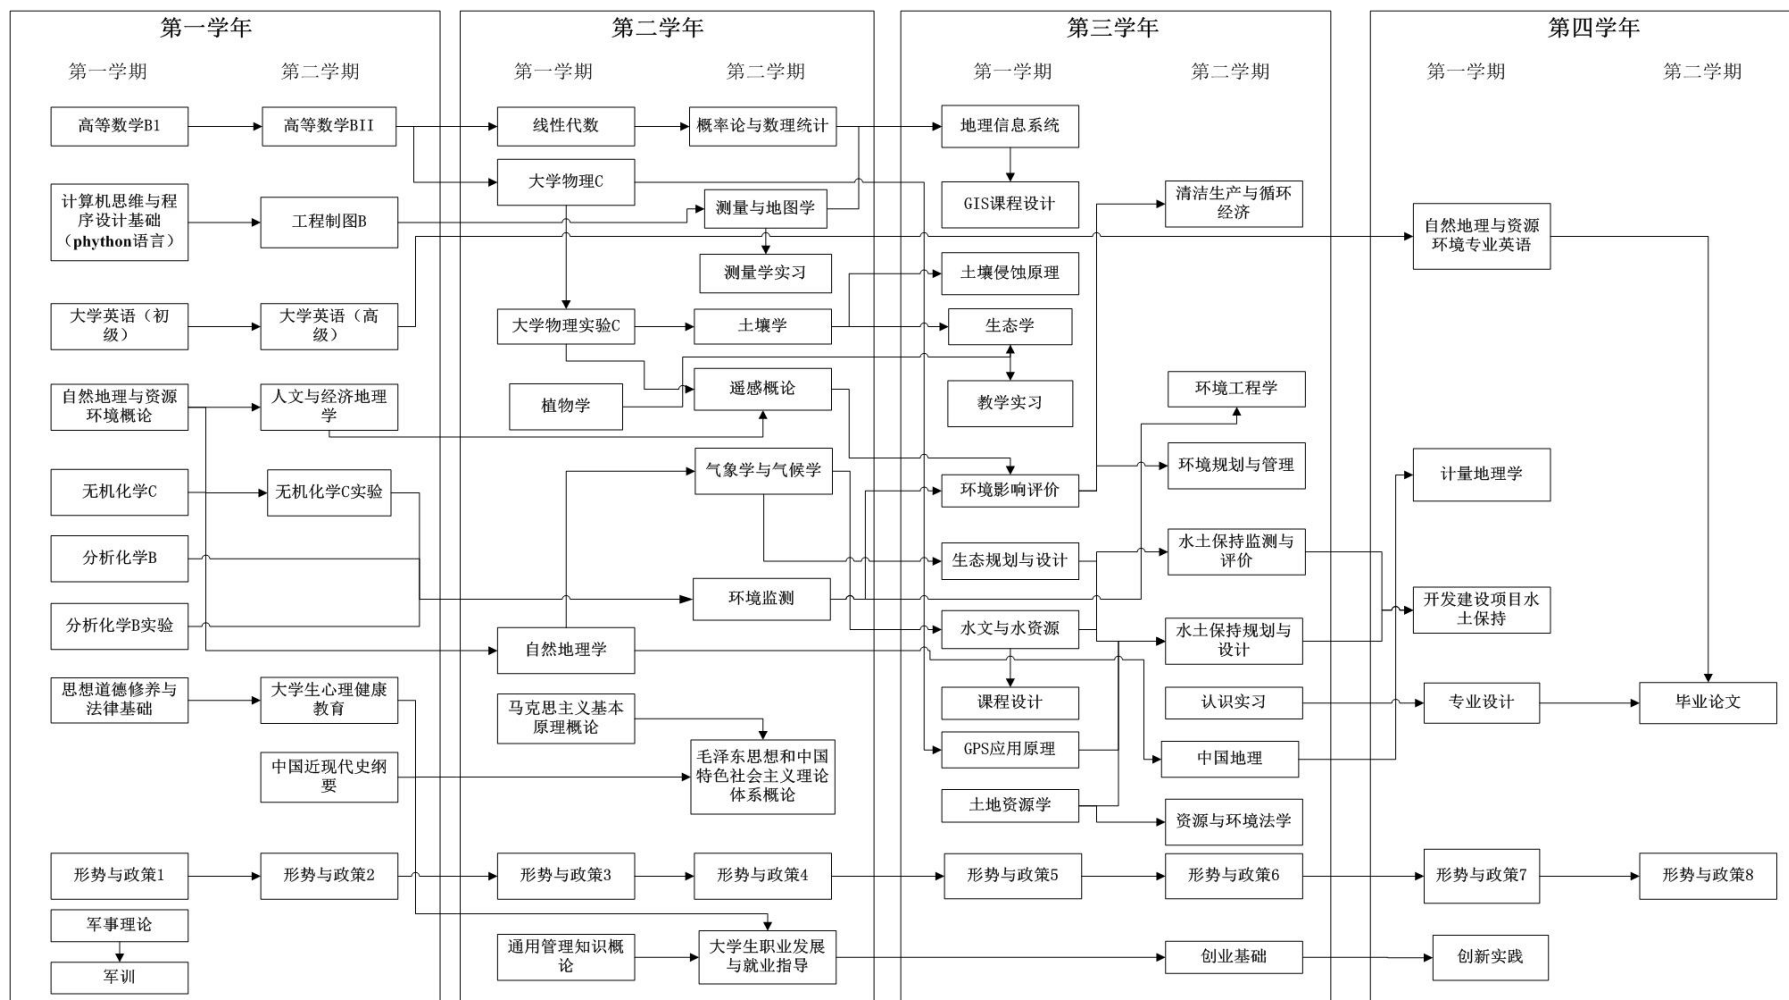 第一学年
第二学年
第三学年
第四学年
第一学期
第二学期
第一学期
第二学期
第一学期
第二学期
第一学期
第二学期
高等数学B1
计算机思维与程
序设计基础
（phython语言）
大学英语（初
级）
自然地理与资源
环境概论
无机化学C
分析化学B
分析化学B实验
思想道德修养与
法律基础
形势与政策1
军事理论
军训
高等数学BII
工程制图B
大学英语（高
级）
人文与经济地理
学
无机化学C实验
大学生心理健康
教育
中国近现代史纲
要
形势与政策2
线性代数
大学物理C
大学物理实验C
植物学
自然地理学
马克思主义基本
原理概论
形势与政策3
通用管理知识概
论
概率论与数理统计
测量与地图学
测量学实习
土壤学
遥感概论
气象学与气候学
环境监测
毛泽东思想和中国
特色社会主义理论
体系概论
形势与政策4
大学生职业发展
与就业指导
地理信息系统
GIS课程设计
土壤侵蚀原理
生态学
教学实习
环境影响评价
生态规划与设计
水文与水资源
课程设计
GPS应用原理
土地资源学
形势与政策5
清洁生产与循环
经济
环境工程学
环境规划与管理
水土保持监测与
评价
水土保持规划与
设计
认识实习
中国地理
资源与环境法学
形势与政策6
创业基础
自然地理与资源
环境专业英语
计量地理学
开发建设项目水
土保持
专业设计
形势与政策7
创新实践
毕业论文
形势与政策8